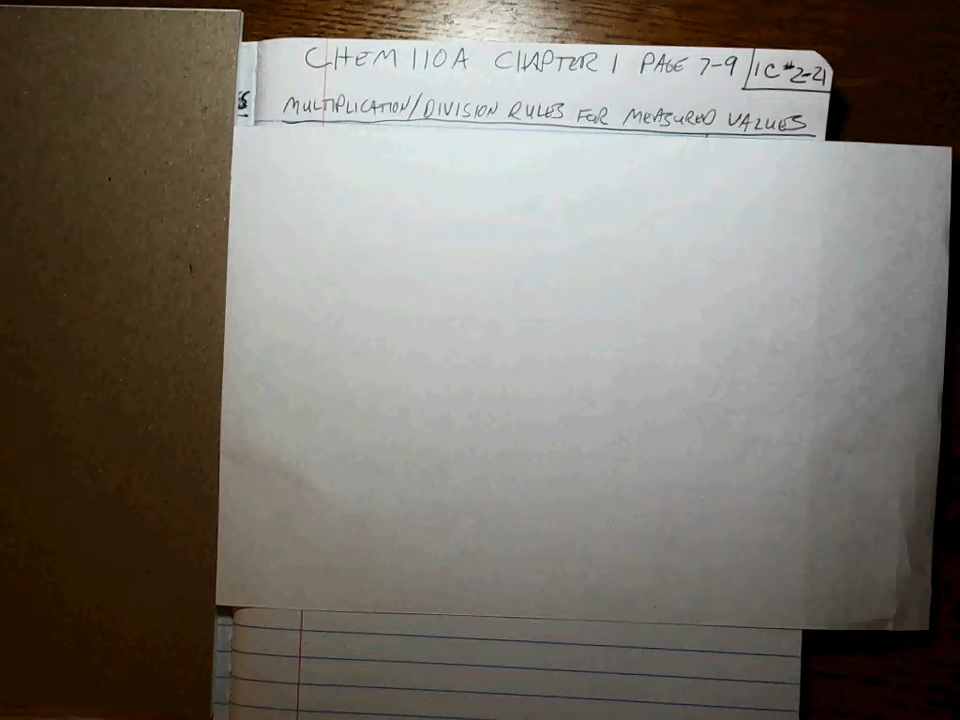 CHEM 110A CHAPTER 1 PAGE 7-9 1C #2-21
MULTIPLICATION/DIVISION RULES FOR MEASURED VALUES